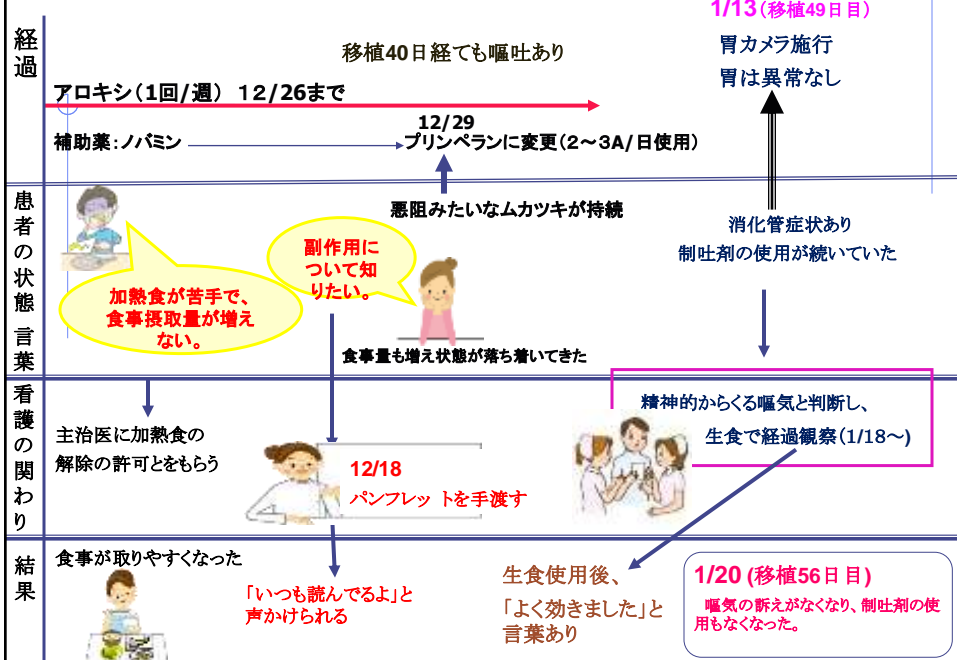 経過
1/13(移植49日目)
胃カメラ施行
胃は異常なし
移植40日経ても嘔吐あり
アロキシ(1回/週) 12/26まで
12/29
補助薬:ノバミン
プリンペランに変更(2～3A/日使用)
患者の状態 言葉
悪阻みたいなムカツキが持続
消化管症状あり
制吐剤の使用が続いていた
副作用に
ついて知
りたい。
加熱食が苦手で、
食事摂取量が増え
ない。
食事量も増え状態が落ち着いてきた
看護の関わり
主治医に加熱食の
解除の許可とをもらう
12/18
パンフレットを手渡す
精神的からくる嘔気と判断し、
生食で経過観察(1/18～)
結果
食事が取りやすくなった
「いつも読んでるよ」と
声かけられる
生食使用後、
「よく効きました」と
言葉あり
1/20 (移植56日目)
嘔気の訴えがなくなり、制吐剤の使
用もなくなった。